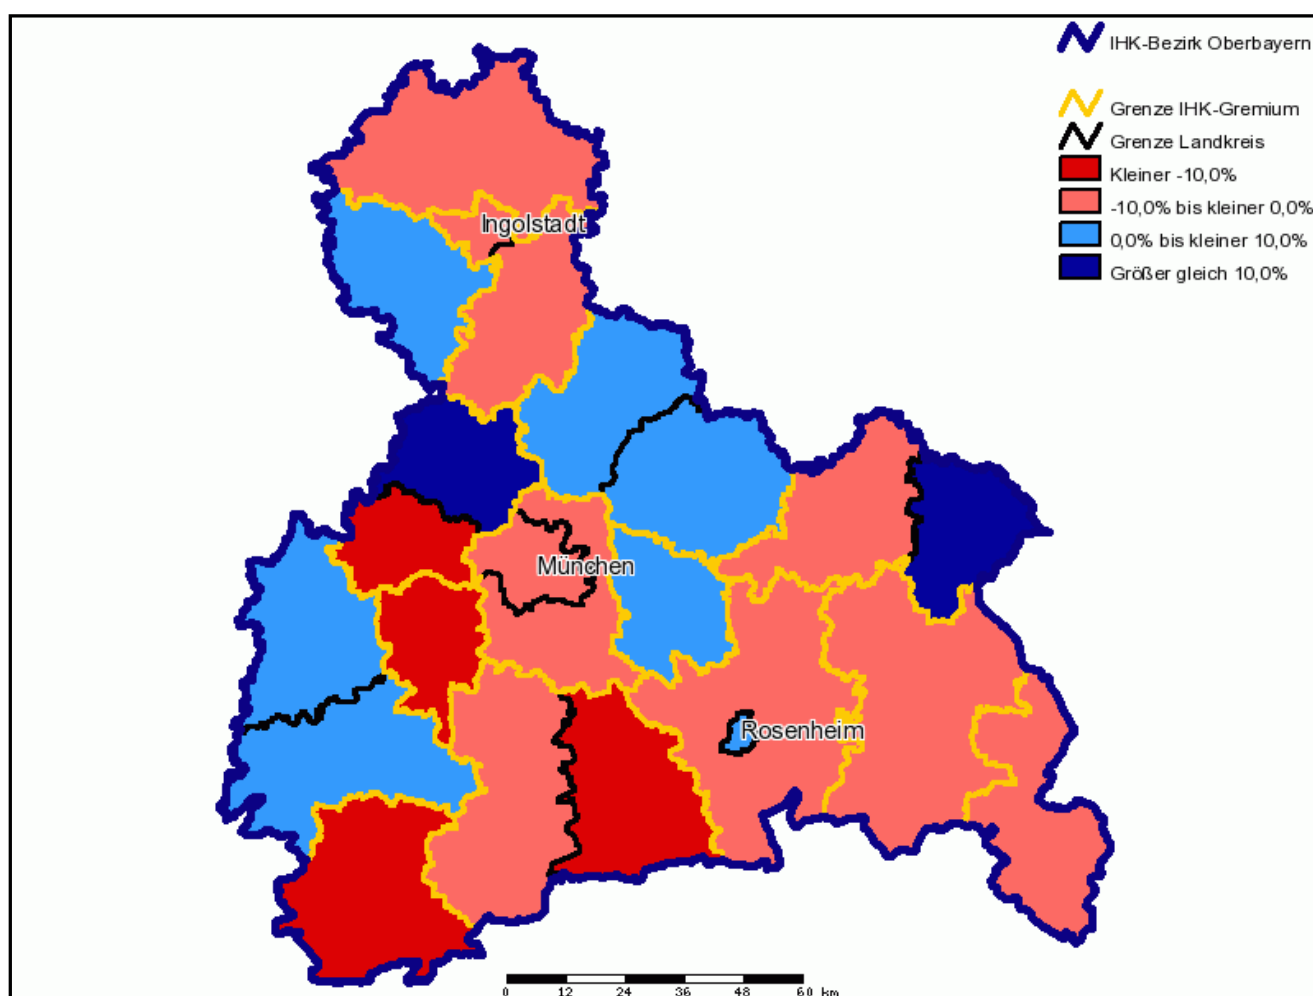 IHK-Bezirk Oberbayern
Grenze IHK-Gremium
Grenze Landkreis
Kleiner -10,0%
-10,0% bis kleiner 0,0%
0,0% bis kleiner 10,0%
Größer gleich 10,0%
Ingolstadt
München
Rosenheim
0 12 24 36 48 60 km